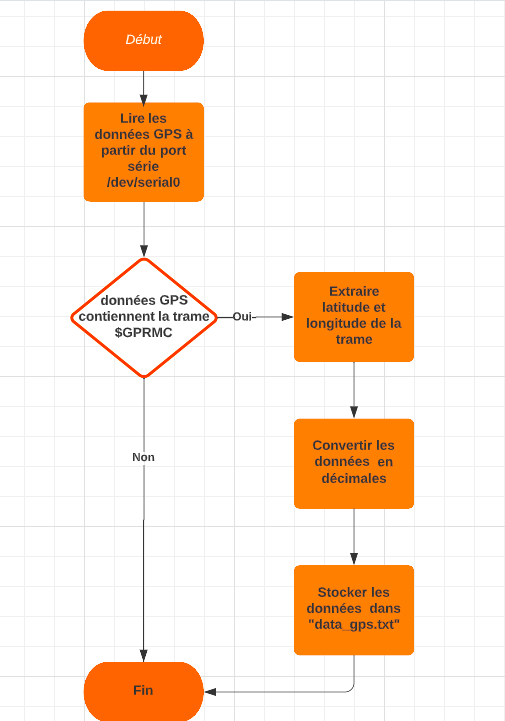 Début
Lire les
données GPS à
partir du port
série
/dev/serial0
données GPS
contiennent la trame
$GPRMC
Oui
Extraire
latitude et
longitude de la
trame
Convertir les
données en
décimales
Non
Stocker les
données dans
"data_gps.txt"
Fin